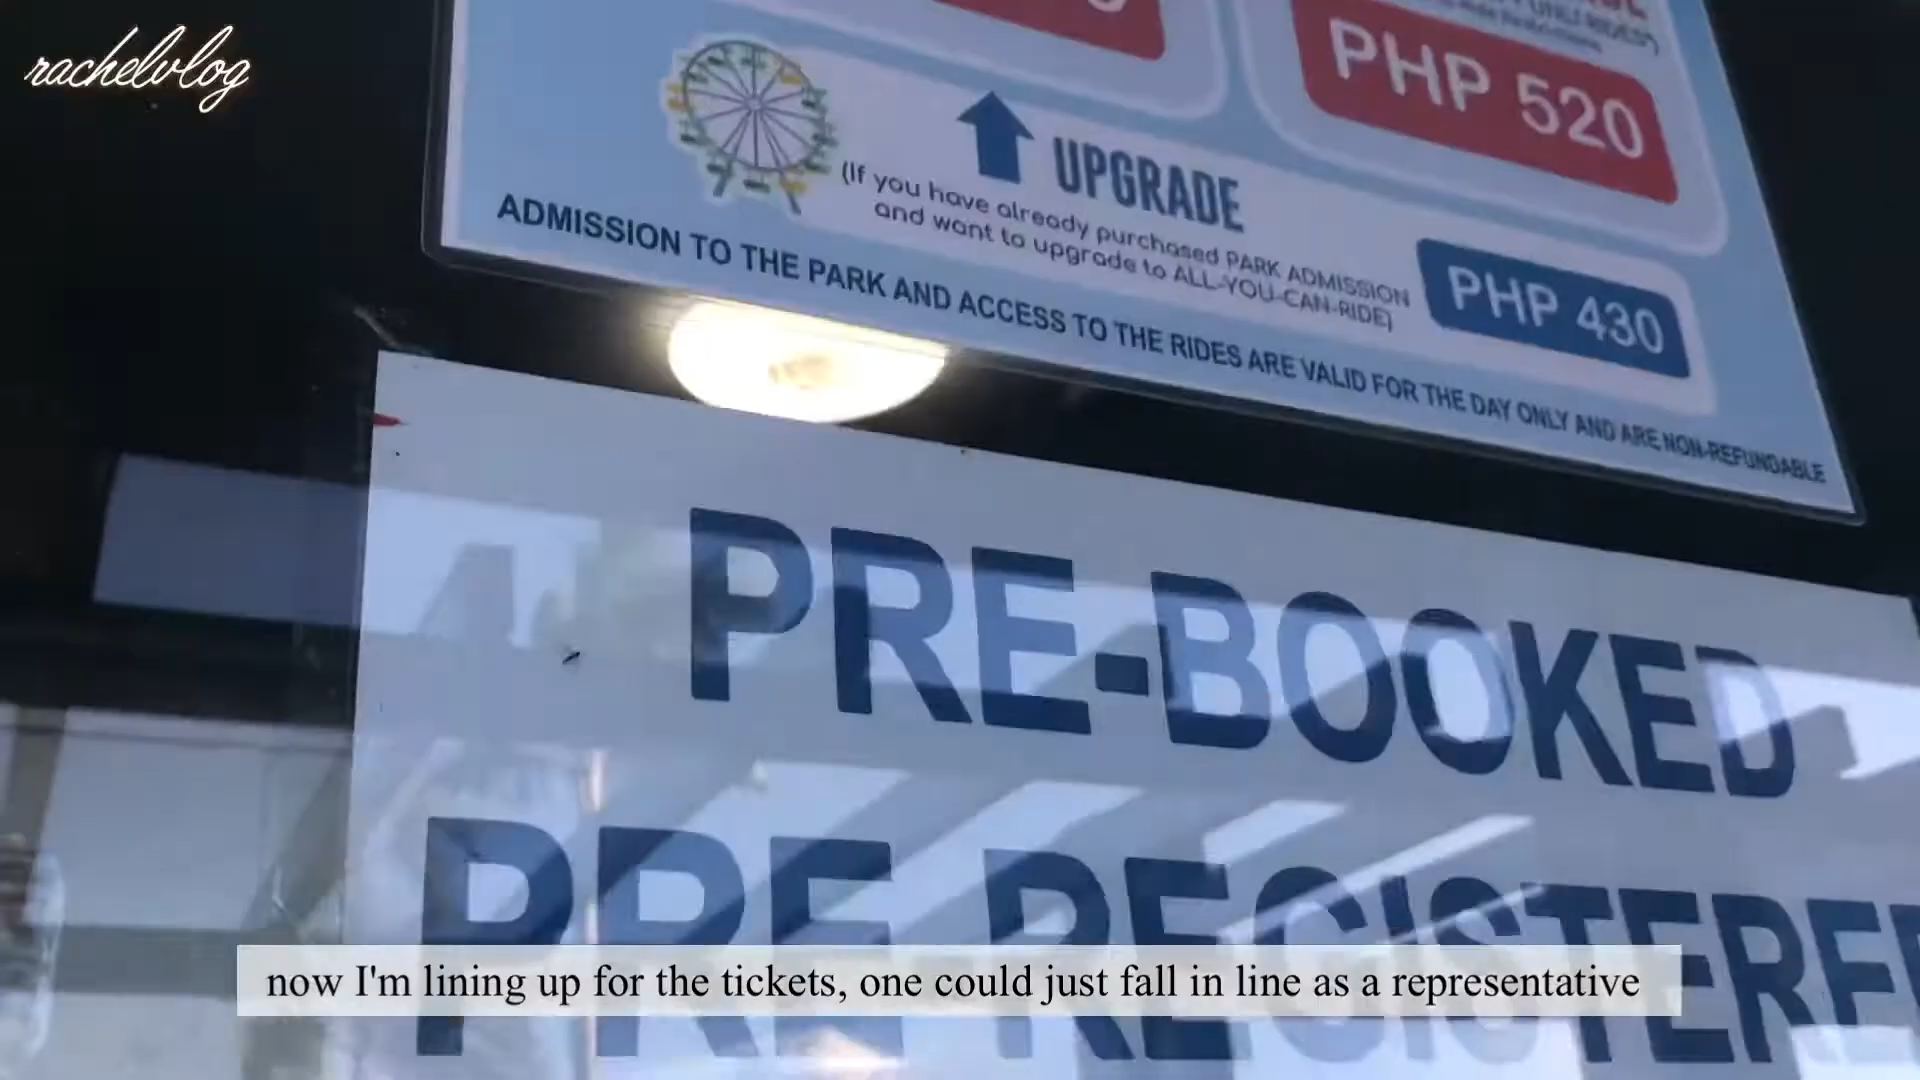 rachelvlog
PHP 520
UPGRADE
(If you have already purchased PARK ADMISSION
and want to upgrade to ALL-YOU-CAN-RIDE)
PHP 430
ADMISSION TO THE PARK AND ACCESS TO THE RIDES ARE VALID FOR THE DAY ONLY AND ARE NON-REFUNDABLE
PRE-BOOKED
PRE-REGISTERE
now I'm lining up for the tickets, one could just fall in line as a representative